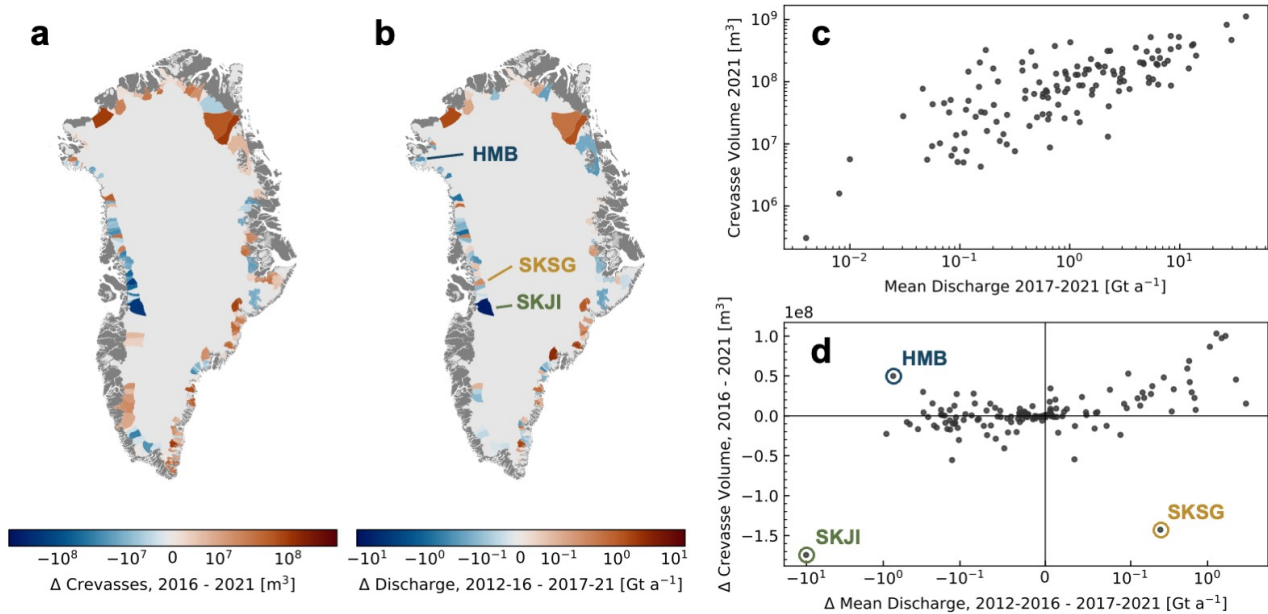 a
b
HMB
SKSG
SKJI
−10⁸ −10⁷ 0 10⁷ 10⁸
Δ Crevasses, 2016 - 2021 [m³]
−10¹ −10⁰ −10⁻¹ 0 10⁻¹ 10⁰ 10¹
Δ Discharge, 2012-16 - 2017-21 [Gt a⁻¹]
c
Crevasse Volume 2021 [m³]
10⁹
10⁸
10⁷
10⁶
10⁻² 10⁻¹ 10⁰ 10¹
Mean Discharge 2017-2021 [Gt a⁻¹]
d
Δ Crevasse Volume, 2016 - 2021 [m³]
1e8
1.0
0.5
0.0
−0.5
−1.0
−1.5
HMB
SKSG
SKJI
−10¹ −10⁰ 0 10⁻¹ 10⁰
Δ Mean Discharge, 2012-2016 - 2017-2021 [Gt a⁻¹]